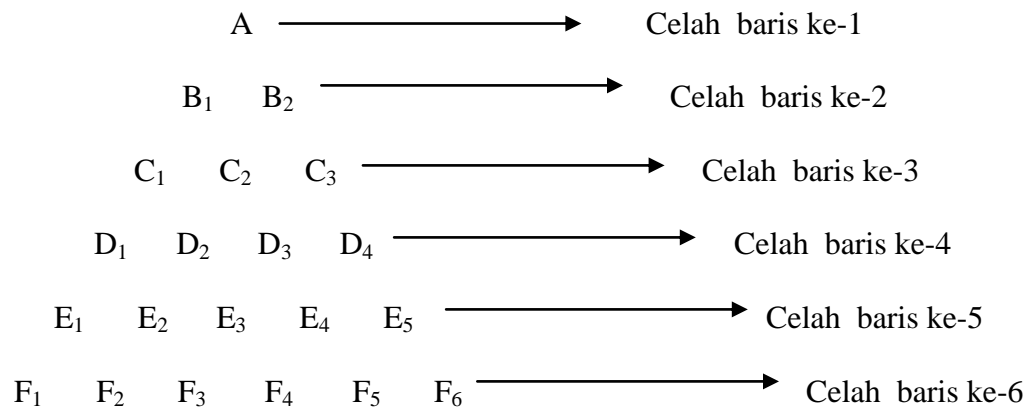 A Celah baris ke-1
B₁ B₂ Celah baris ke-2
C₁ C₂ C₃ Celah baris ke-3
D₁ D₂ D₃ D₄ Celah baris ke-4
E₁ E₂ E₃ E₄ E₅ Celah baris ke-5
F₁ F₂ F₃ F₄ F₅ F₆ Celah baris ke-6